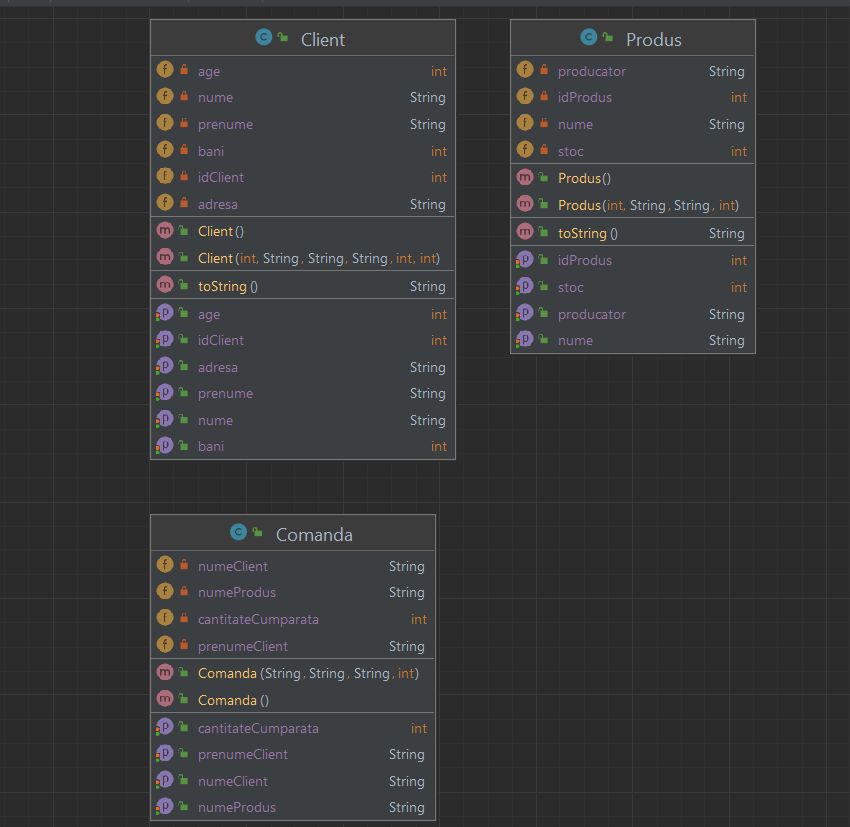 Client
age int
nume String
prenume String
bani int
idClient int
adresa String
Client()
Client(int, String, String, String, int, int)
toString() String
age int
idClient int
adresa String
prenume String
nume String
bani int
Produs
producator String
idProdus int
nume String
stoc int
Produs()
Produs(int, String, String, int)
toString() String
idProdus int
stoc int
producator String
nume String
Comanda
numeClient String
numeProdus String
cantitateCumparata int
prenumeClient String
Comanda(String, String, String, int)
Comanda()
cantitateCumparata int
prenumeClient String
numeClient String
numeProdus String